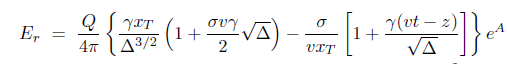 E_r = \frac{Q}{4\pi} \left\{ \frac{\gamma x_T}{\Delta^{3/2}} \left( 1 + \frac{\sigma v \gamma}{2} \sqrt{\Delta} \right) - \frac{\sigma}{v x_T} \left[ 1 + \frac{\gamma (vt - z)}{\sqrt{\Delta}} \right] \right\} e^A